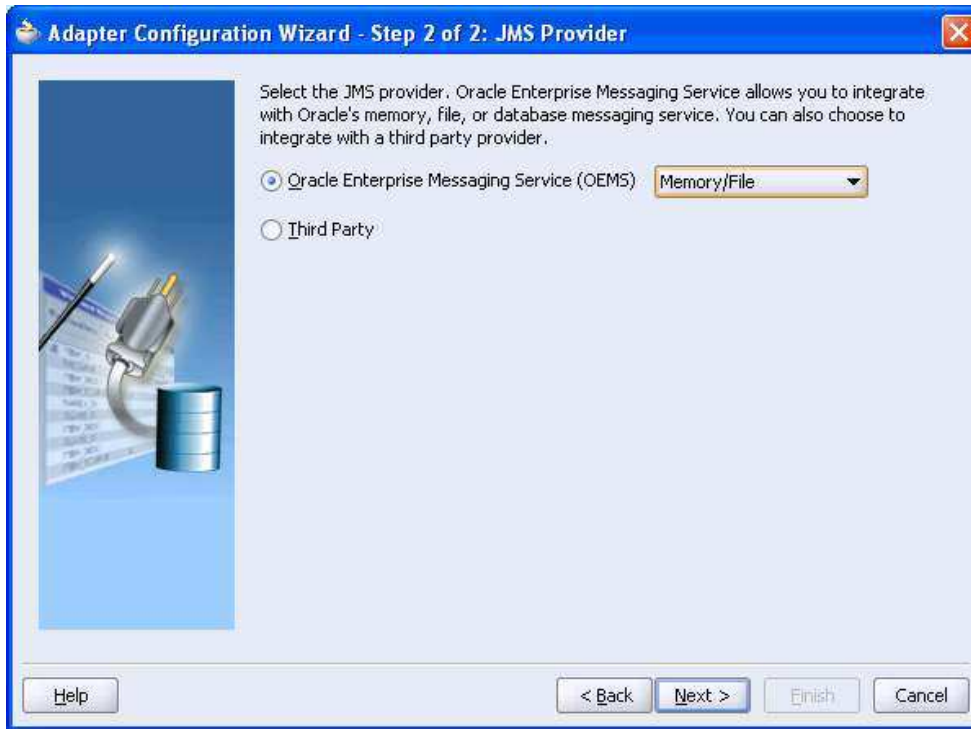 Adapter Configuration Wizard - Step 2 of 2: JMS Provider
Select the JMS provider. Oracle Enterprise Messaging Service allows you to integrate
with Oracle's memory, file, or database messaging service. You can also choose to
integrate with a third party provider.
Oracle Enterprise Messaging Service (OEMS) Memory/File
Third Party
Help < Back Next > Finish Cancel